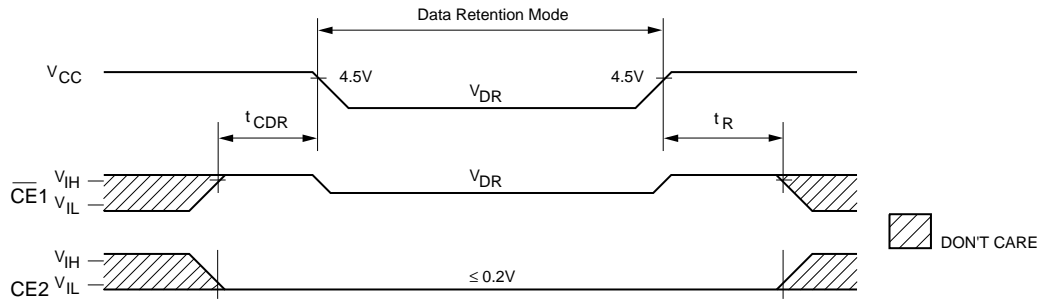 Data Retention Mode
VCC
4.5V
4.5V
VDR
tCDR
tR
VIH
VDR
CE1
VIL
DON'T CARE
VIH
≤ 0.2V
CE2
VIL